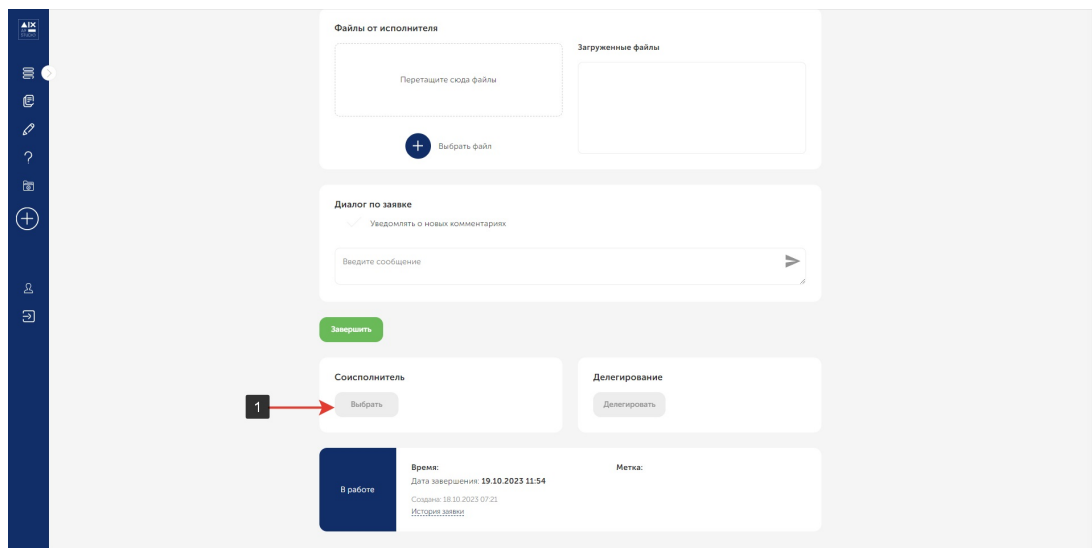 Файлы от исполнителя
Загруженные файлы
Перетащите сюда файлы
Выбрать файл
Диалог по заявке
Уведомлять о новых комментариях
Введите сообщение
Завершить
Соисполнитель
Делегирование
Выбрать
Делегировать
1
В работе
Время:
Дата завершения: 19.10.2023 11:54
Создана: 18.10.2023 07:21
История заявки
Метка: